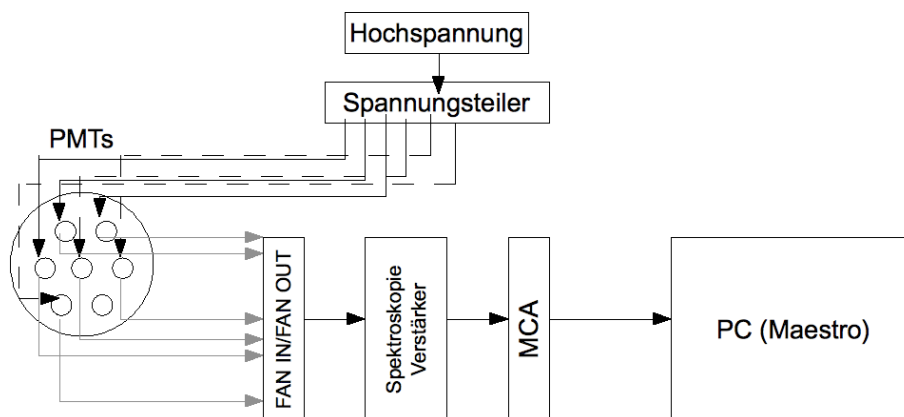 Hochspannung
Spannungsteiler
PMTs
FAN IN/FAN OUT
Spektroskopie
Verstärker
MCA
PC (Maestro)